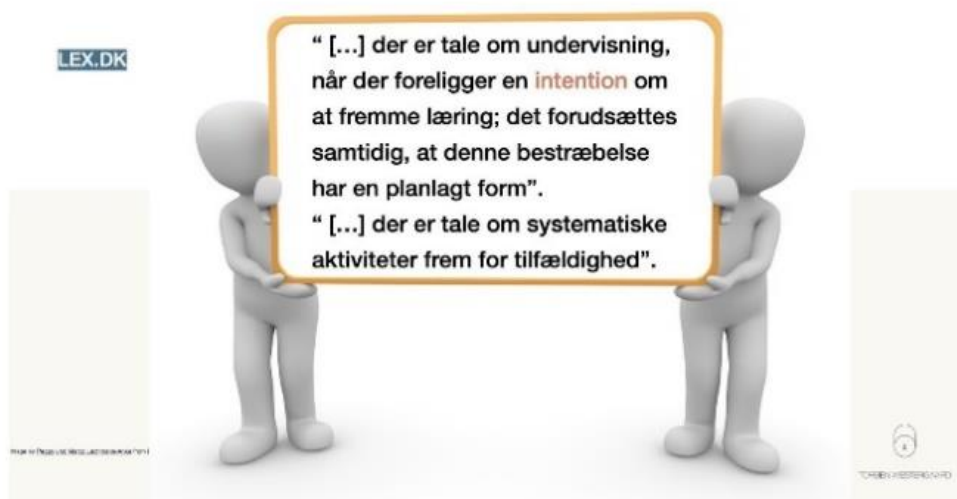 LEX.DK
“ […] der er tale om undervisning,
når der foreligger en intention om
at fremme læring; det forudsættes
samtidig, at denne bestræbelse
har en planlagt form”.
“ […] der er tale om systematiske
aktiviteter frem for tilfældighed”.